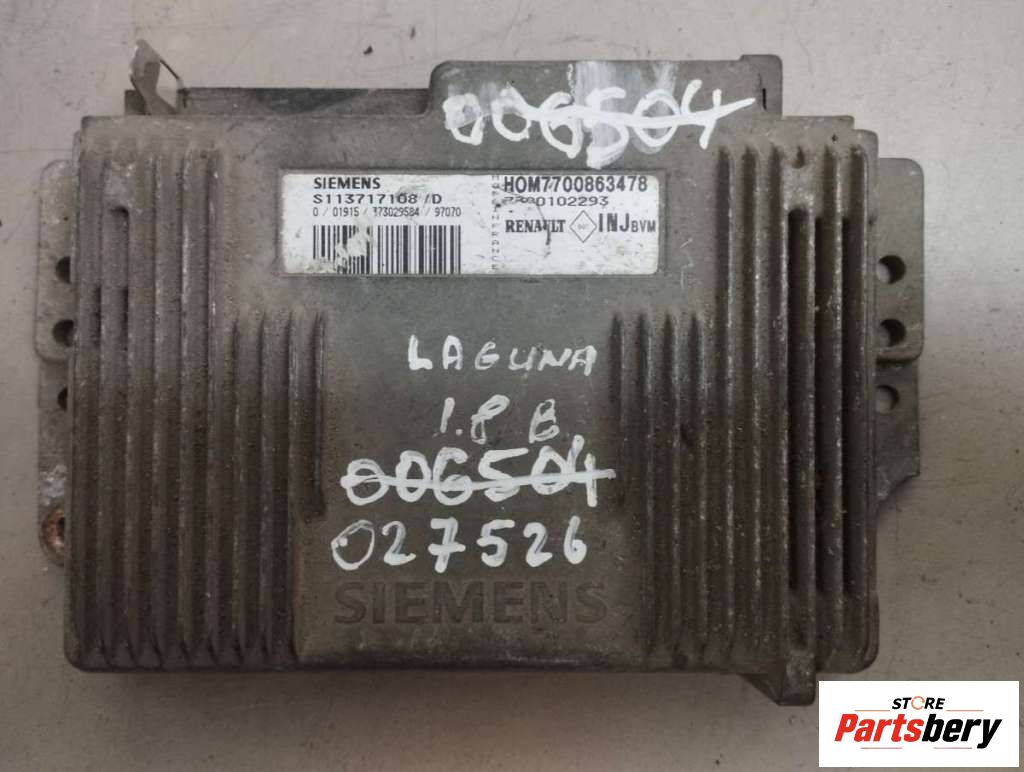 006504
SIEMENS
S113717108 /D
0 / 01915 / 373029584 / 97070
HOM7700863478
RENAULT INJ BVM
LAGUNA
1.8 B
006504
027526
SIEMENS
STORE
Partsbery